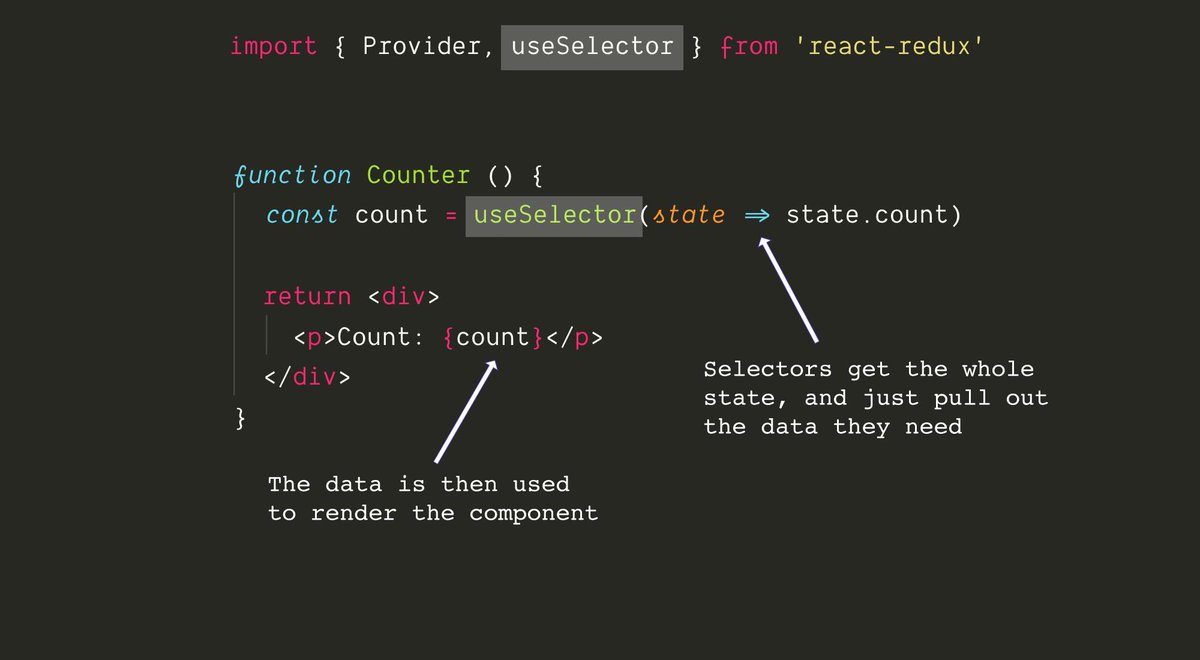 import { Provider, useSelector } from 'react-redux'
function Counter () {
const count = useSelector(state => state.count)
return <div>
<p>Count: {count}</p>
</div>
}
Selectors get the whole
state, and just pull out
the data they need
The data is then used
to render the component